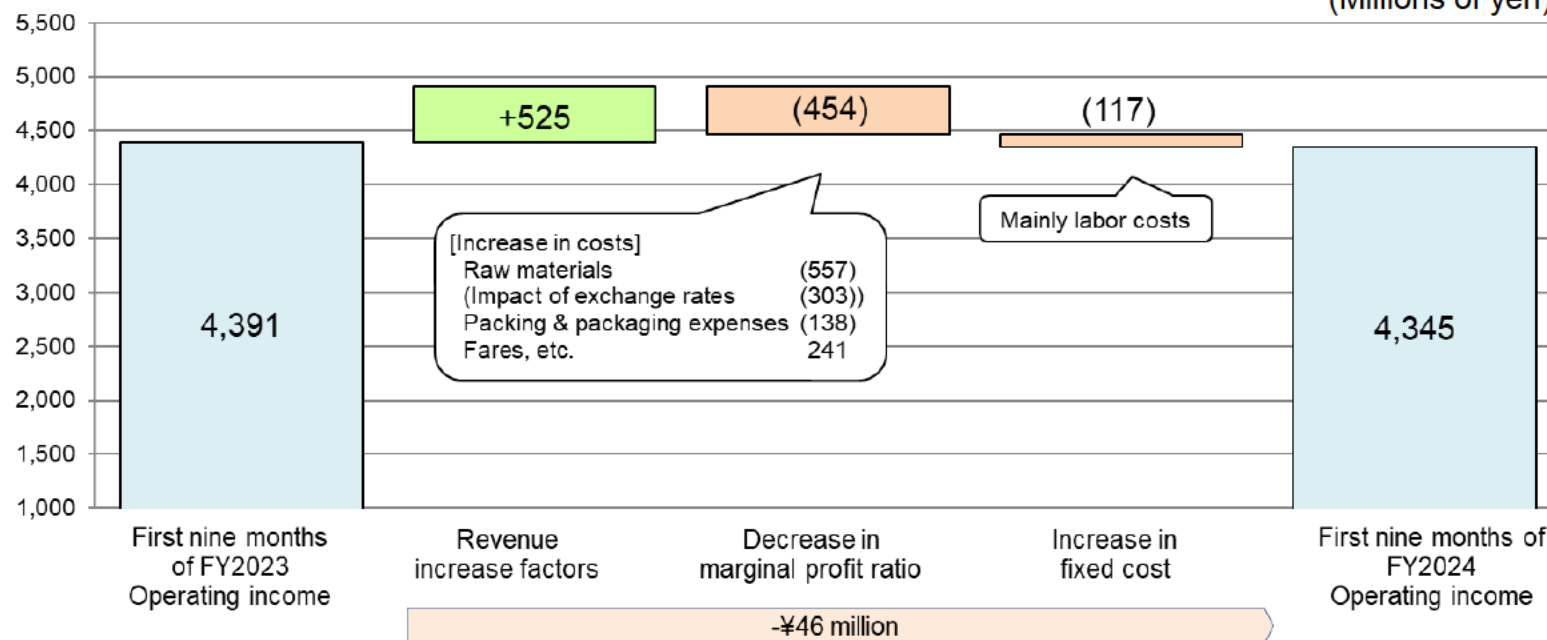 (Millions of yen)
5,500
5,000
4,500
4,000
3,500
3,000
2,500
2,000
1,500
1,000
4,391
+525
(454)
(117)
4,345
[Increase in costs]
Raw materials (557)
(Impact of exchange rates (303))
Packing & packaging expenses (138)
Fares, etc. 241
Mainly labor costs
First nine months
of FY2023
Operating income
Revenue
increase factors
Decrease in
marginal profit ratio
Increase in
fixed cost
First nine months of
FY2024
Operating income
-¥46 million